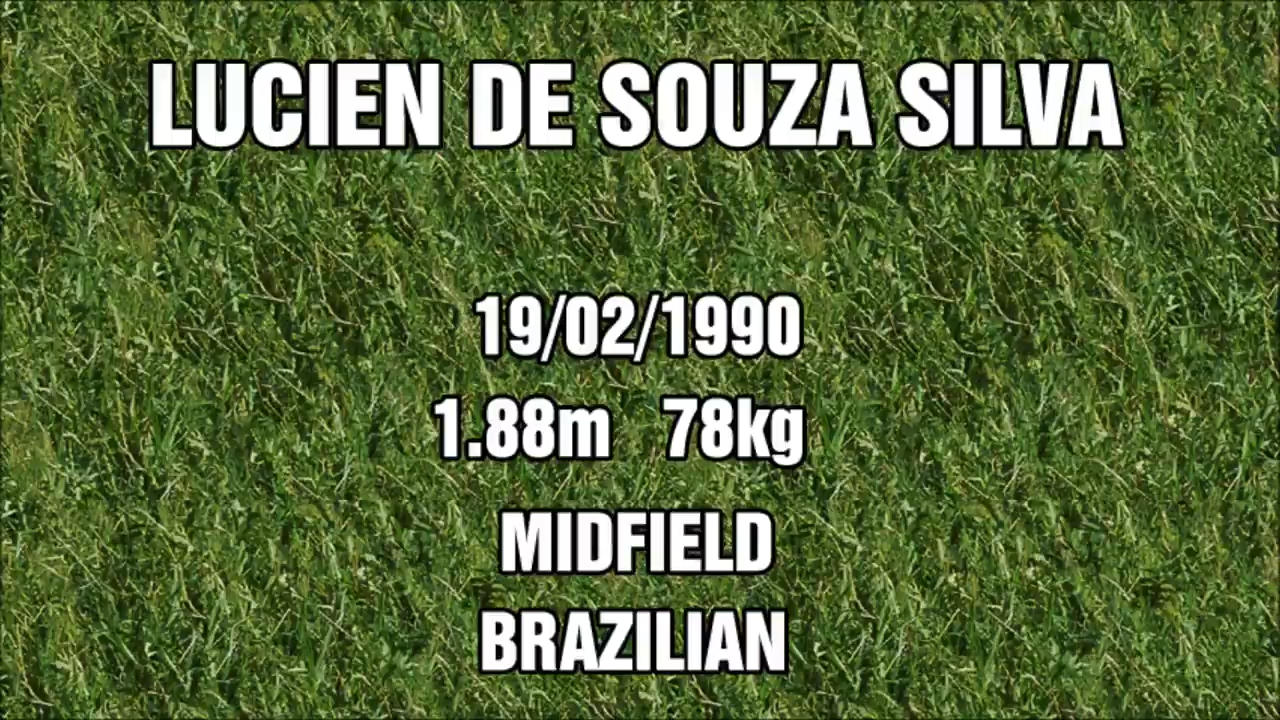 LUCIEN DE SOUZA SILVA
19/02/1990
1.88m 78kg
MIDFIELD
BRAZILIAN